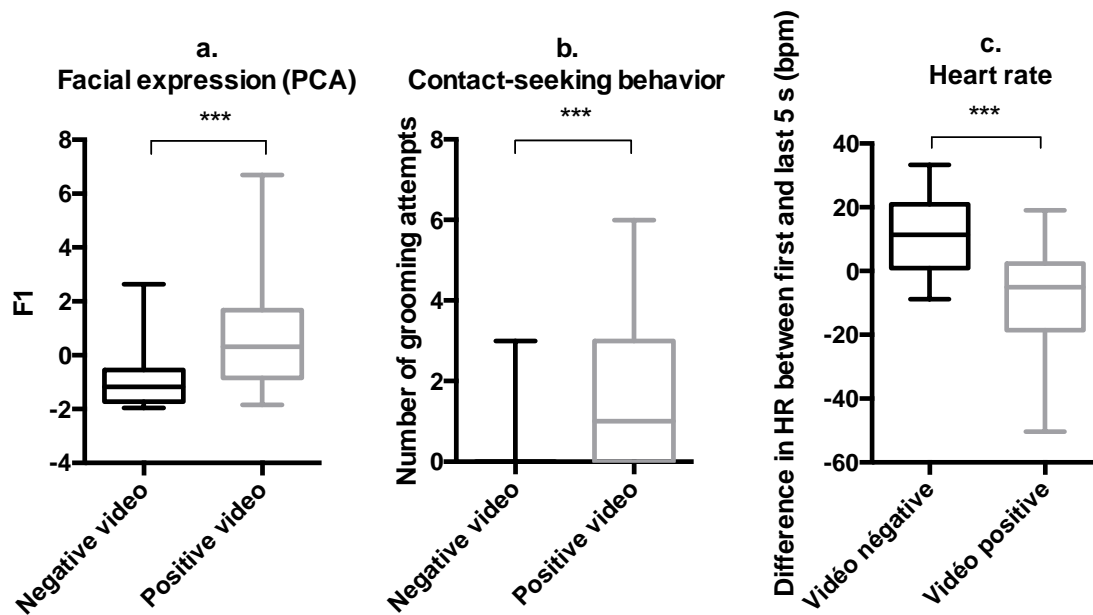 a.
Facial expression (PCA)
***
F1
8
6
4
2
0
-2
-4
Negative video
Positive video
b.
Contact-seeking behavior
***
Number of grooming attempts
8
6
4
2
0
Negative video
Positive video
c.
Heart rate
***
Difference in HR between first and last 5 s (bpm)
40
20
0
-20
-40
-60
Vidéo négative
Vidéo positive